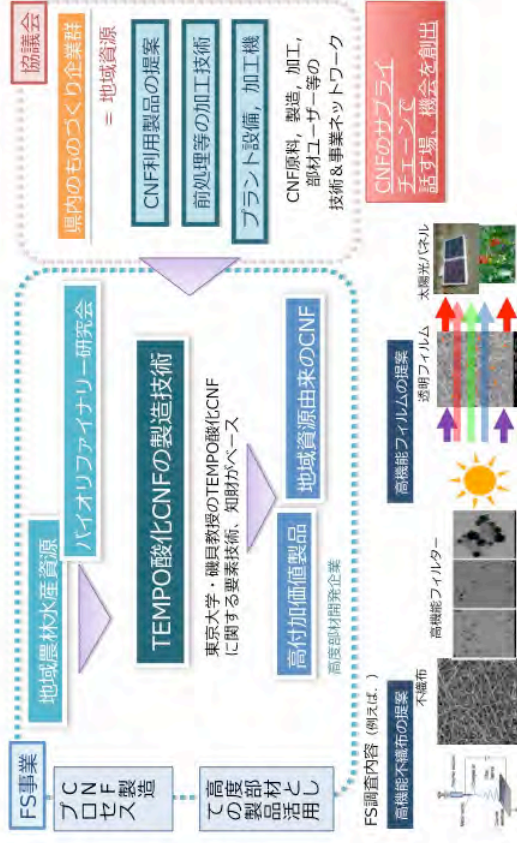 FS事業
CNF製造
プロセス
高度部材として
の製品活用
地域農林水産資源
バイオリファイナリー研究会
TEMPO酸化CNFの製造技術
東京大学・磯貝教授のTEMPO酸化CNF
に関する要素技術、知財がベース
高付加価値製品
地域資源由来のCNF
高度部材開発企業
協議会
県内のものづくり企業群
= 地域資源
CNF利用製品の提案
前処理等の加工技術
プラント設備，加工機
CNF原料，製造，加工，
部材ユーザー等の
技術＆事業ネットワーク
CNFのサプライ
チェーンで
話す場、機会を創出
FS調査内容（例えば、）
高機能不織布の提案
不織布
高機能フィルター
高機能フィルムの提案
透明フィルム
太陽光パネル